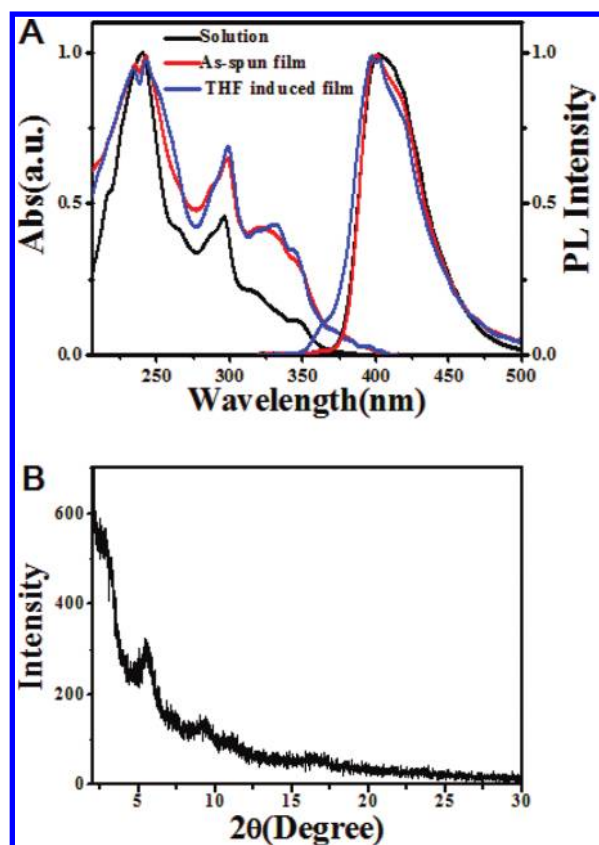 A
Solution
As-spun film
THF induced film
1.0
0.5
0.0
Abs(a.u.)
1.0
0.5
0.0
PL Intensity
250 300 350 400 450 500
Wavelength(nm)
B
600
400
200
0
Intensity
5 10 15 20 25 30
2θ(Degree)